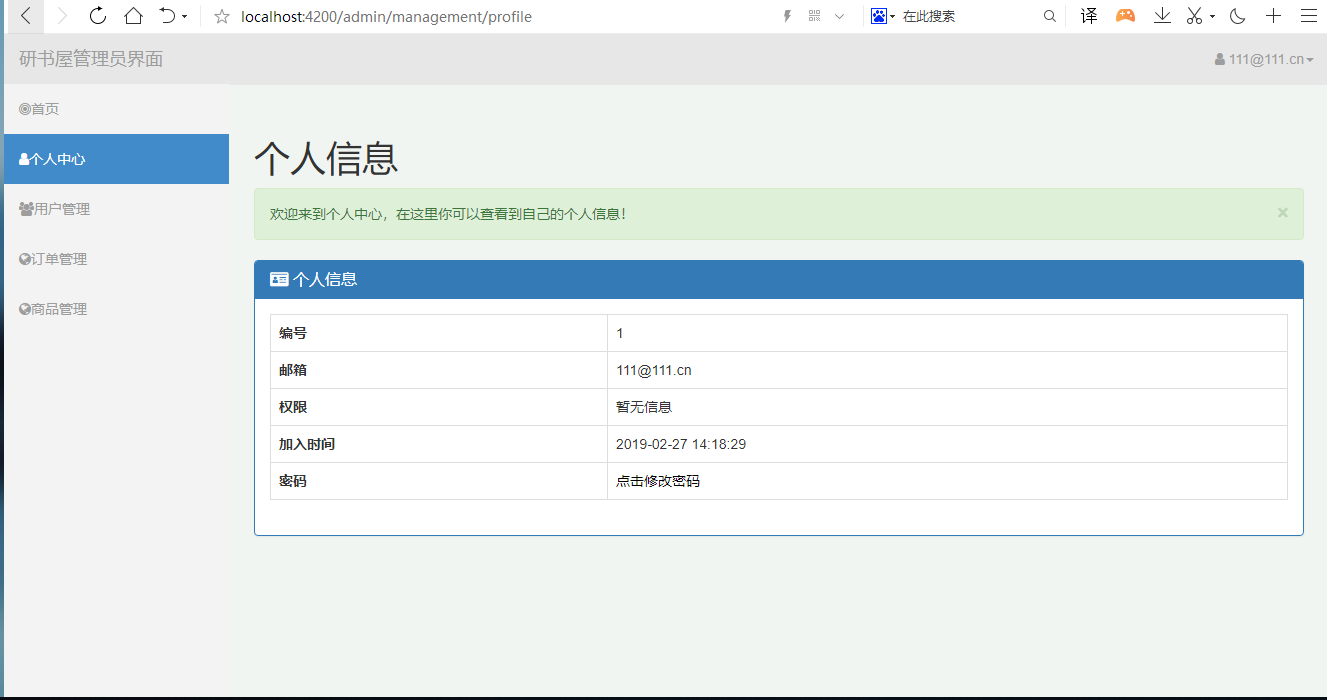 localhost:4200/admin/management/profile
在此搜索
译
研书屋管理员界面
111@111.cn
首页
个人中心
用户管理
订单管理
商品管理
个人信息
欢迎来到个人中心，在这里你可以查看到自己的个人信息！
×
个人信息
编号 1
邮箱 111@111.cn
权限 暂无信息
加入时间 2019-02-27 14:18:29
密码 点击修改密码